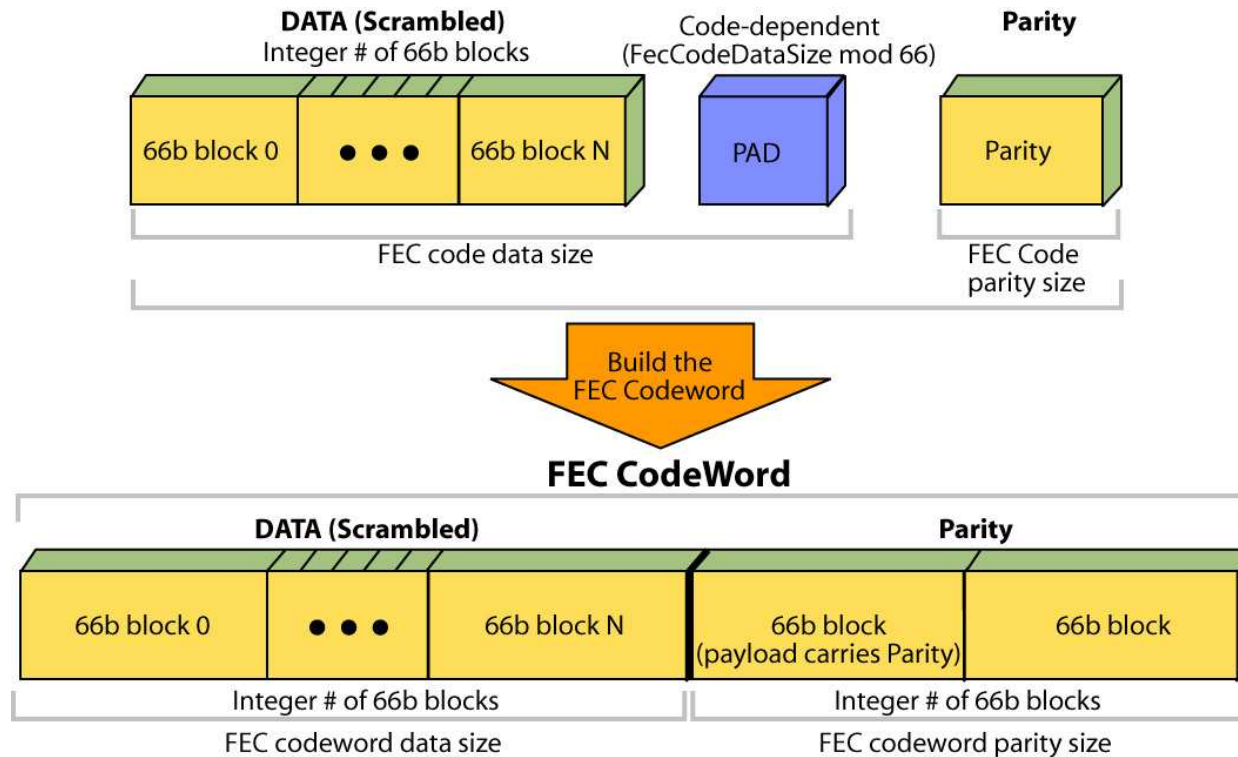 DATA (Scrambled)
Integer # of 66b blocks
Code-dependent
(FecCodeDataSize mod 66)
Parity
66b block 0
66b block N
PAD
Parity
FEC code data size
FEC Code
parity size
Build the
FEC Codeword
FEC CodeWord
DATA (Scrambled)
Parity
66b block 0
66b block N
66b block
(payload carries Parity)
66b block
Integer # of 66b blocks
Integer # of 66b blocks
FEC codeword data size
FEC codeword parity size